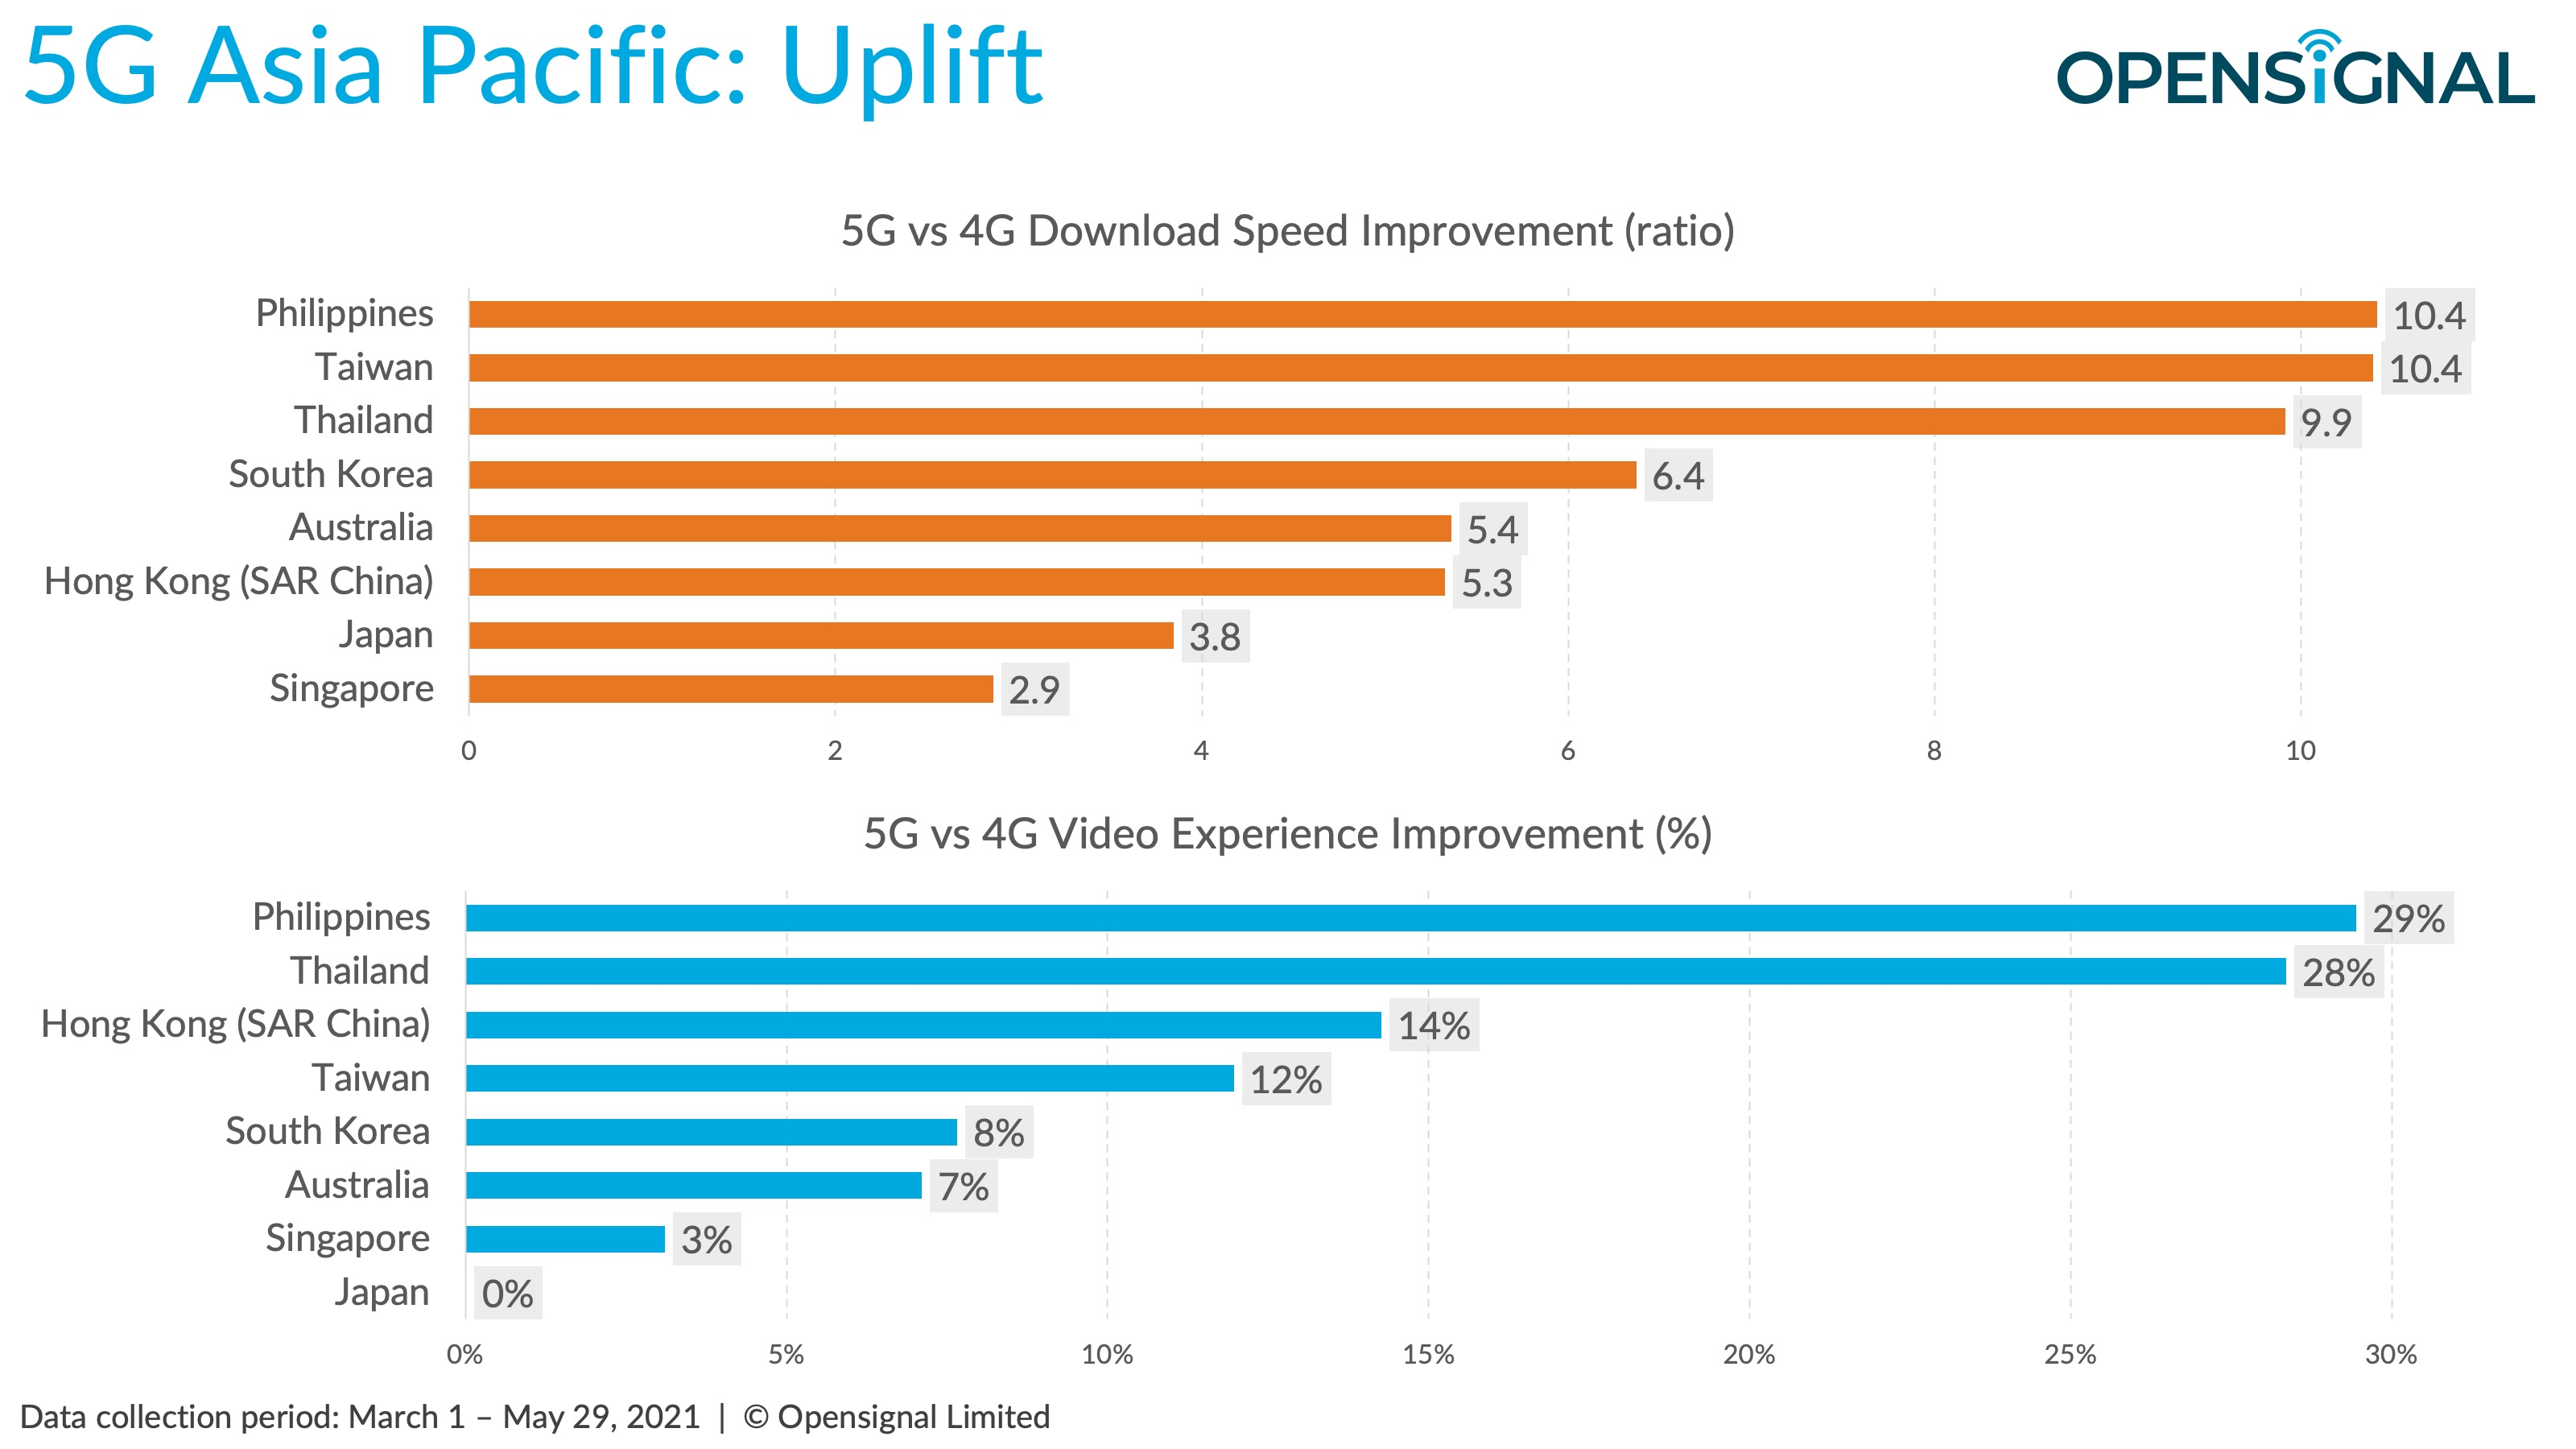 5G Asia Pacific: Uplift
OPENSiGNAL
5G vs 4G Download Speed Improvement (ratio)
Philippines 10.4
Taiwan 10.4
Thailand 9.9
South Korea 6.4
Australia 5.4
Hong Kong (SAR China) 5.3
Japan 3.8
Singapore 2.9
0 2 4 6 8 10
5G vs 4G Video Experience Improvement (%)
Philippines 29%
Thailand 28%
Hong Kong (SAR China) 14%
Taiwan 12%
South Korea 8%
Australia 7%
Singapore 3%
Japan 0%
0% 5% 10% 15% 20% 25% 30%
Data collection period: March 1 – May 29, 2021 | © Opensignal Limited